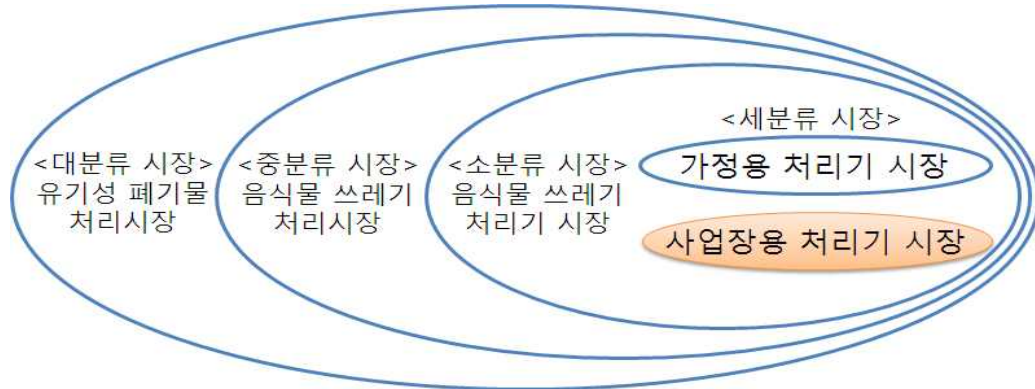 <대분류 시장>
유기성 폐기물
처리시장
<중분류 시장>
음식물 쓰레기
처리시장
<소분류 시장>
음식물 쓰레기
처리기 시장
<세분류 시장>
가정용 처리기 시장
사업장용 처리기 시장